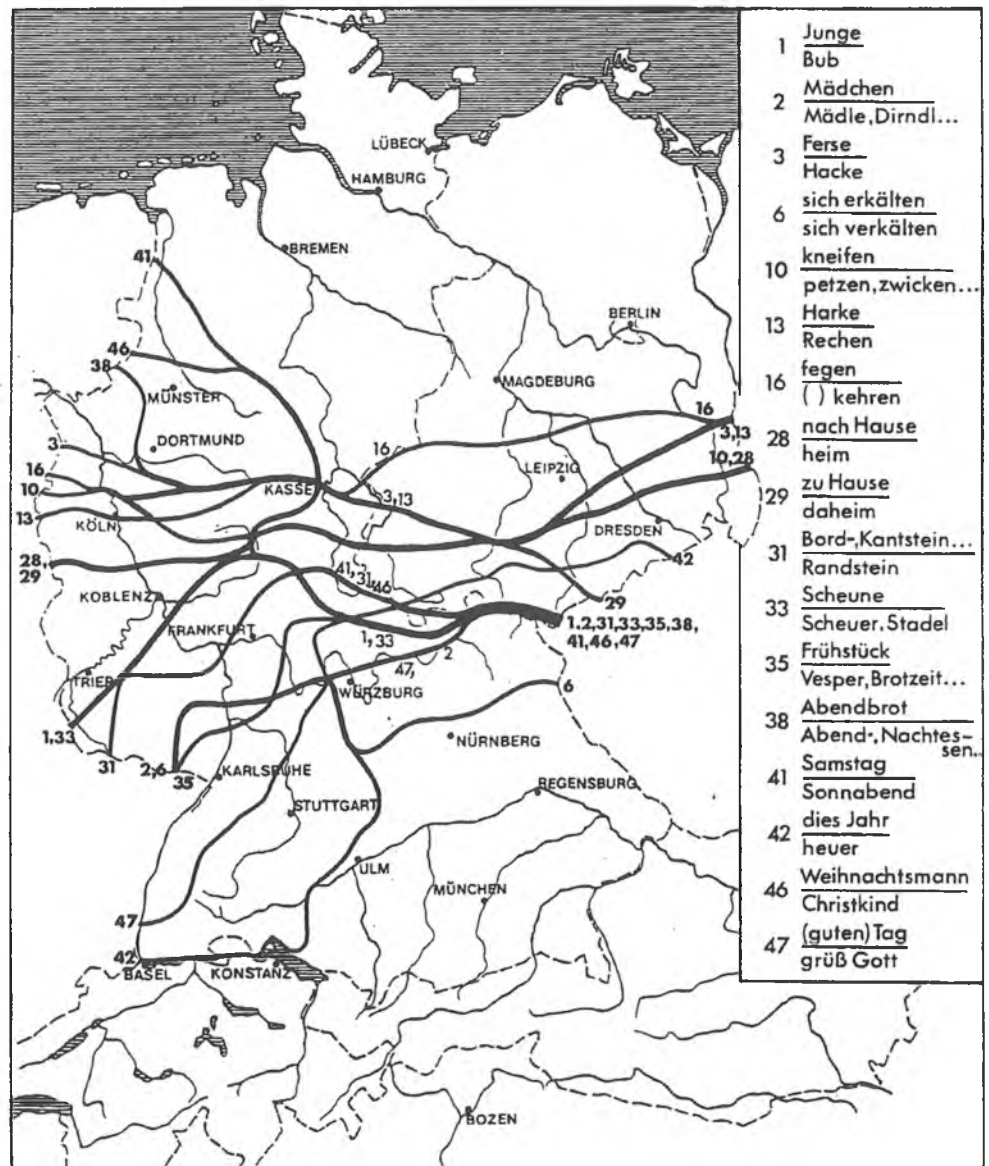 1 Junge
Bub
2 Mädchen
Mädle, Dirndl...
3 Ferse
Hacke
6 sich erkälten
sich verkälten
10 kneifen
petzen, zwicken...
13 Harke
Rechen
16 fegen
( ) kehren
28 nach Hause
heim
29 zu Hause
daheim
31 Bord-, Kantstein...
Randstein
33 Scheune
Scheuer. Stadel
35 Frühstück
Vesper, Brotzeit...
38 Abendbrot
Abend-, Nachtes-
sen..
41 Samstag
Sonnabend
42 dies Jahr
heuer
46 Weihnachtsmann
Christkind
47 (guten) Tag
grüß Gott
LÜBECK
HAMBURG
BREMEN
41
BERLIN
46
38
MÜNSTER
MAGDEBURG
16
3,13
3
DORTMUND
16
10,28
16
LEIPZIG
10
KASSE
3,13
13
KÖLN
DRESDEN
42
28,
29
41, 31, 46
29
KOBLENZ
1.2,31,33,35,38,
41,46,47
FRANKFURT
1,33
2
47,
TRIER
WÜRZBURG
6
1,33
31
2,6
35
NÜRNBERG
KARLSRUHE
REGENSBURG
STUTTGART
ULM
MÜNCHEN
47
42
BASEL
KONSTANZ
BOZEN